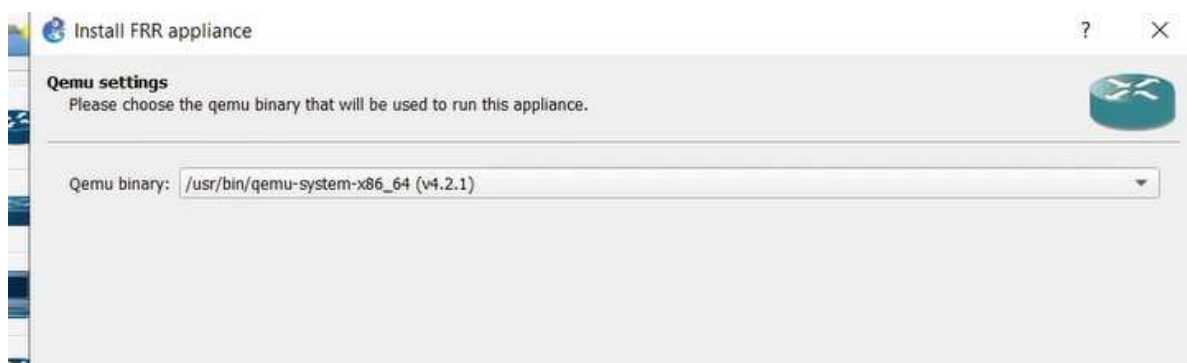 Install FRR appliance
Qemu settings
Please choose the qemu binary that will be used to run this appliance.
Qemu binary: /usr/bin/qemu-system-x86_64 (v4.2.1)